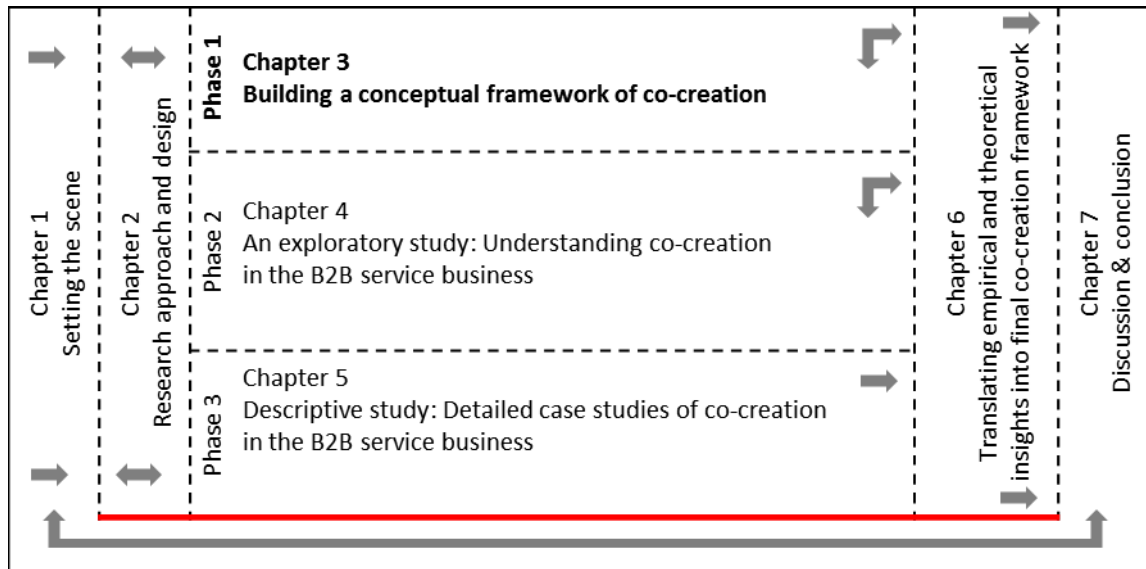 Chapter 1
Setting the scene
Chapter 2
Research approach and design
Phase 1
Chapter 3
Building a conceptual framework of co-creation
Phase 2
Chapter 4
An exploratory study: Understanding co-creation
in the B2B service business
Phase 3
Chapter 5
Descriptive study: Detailed case studies of co-creation
in the B2B service business
Chapter 6
Translating empirical and theoretical
insights into final co-creation framework
Chapter 7
Discussion & conclusion